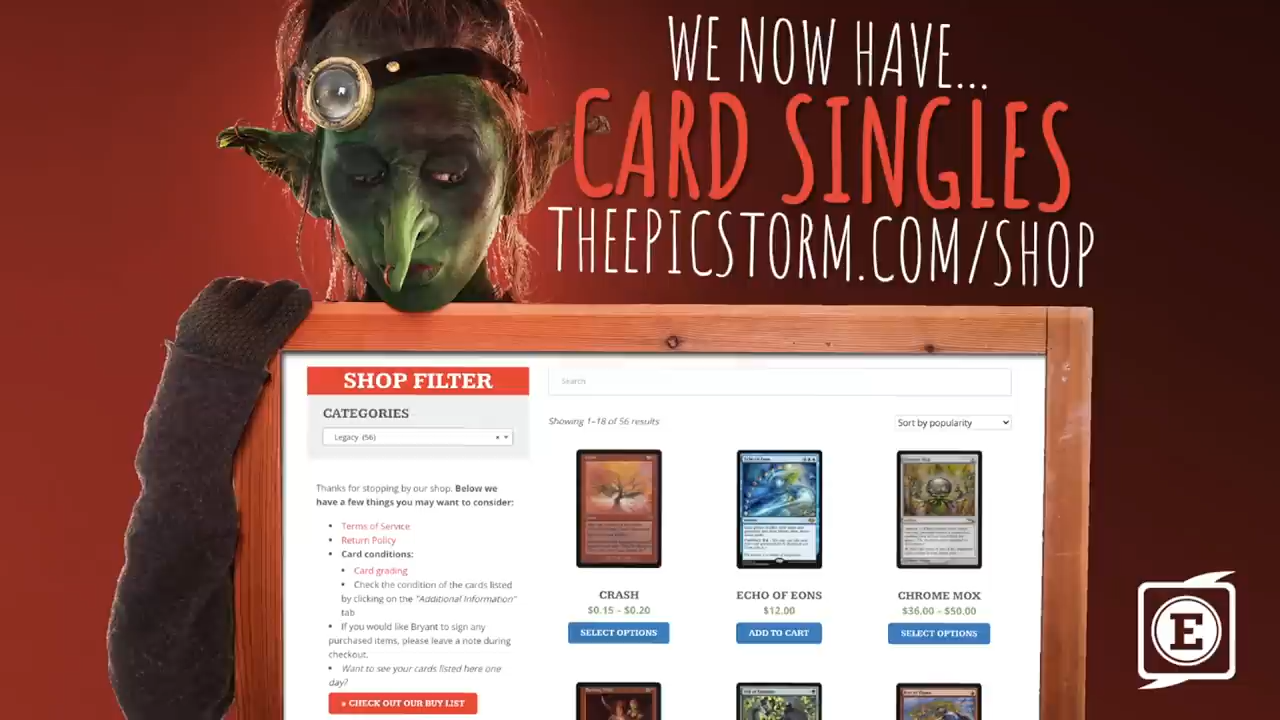 WE NOW HAVE...
CARD SINGLES
THEEPICSTORM.COM/SHOP
SHOP FILTER
CATEGORIES
Legacy (56)
Thanks for stopping by our shop. Below we
have a few things you may want to consider:
Terms of Service
Return Policy
Card conditions:
Card grading
Check the condition of the cards listed
by clicking on the "Additional Information"
tab
If you would like Bryant to sign any
purchased items, please leave a note during
checkout.
Want to see your cards listed here one
day?
» CHECK OUT OUR BUY LIST
Search
Showing 1–18 of 56 results
Sort by popularity
CRASH
$0.15 – $0.20
SELECT OPTIONS
ECHO OF EONS
$12.00
ADD TO CART
CHROME MOX
$36.00 – $50.00
SELECT OPTIONS
E